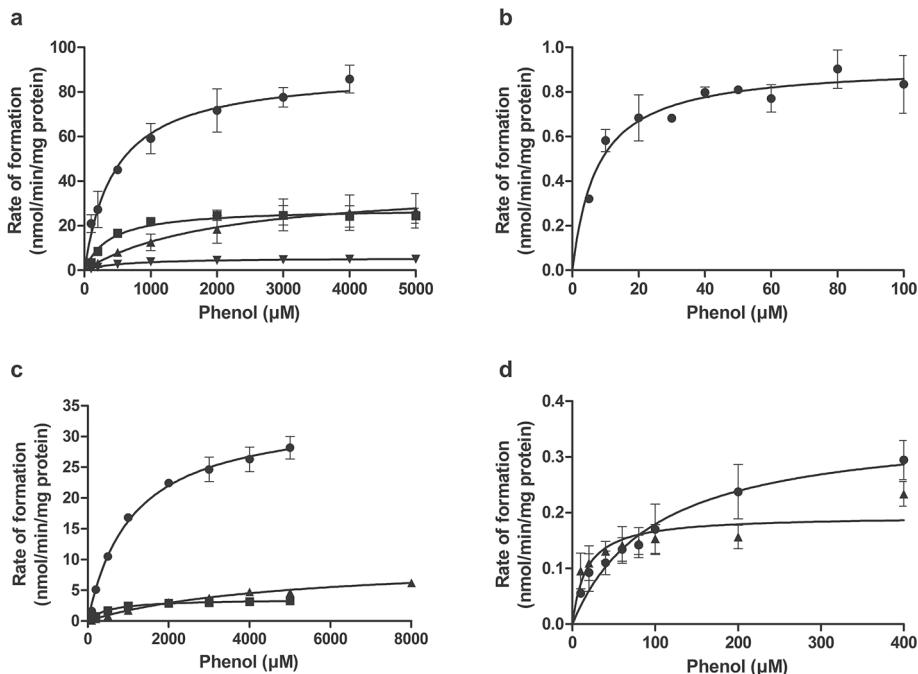 a
Rate of formation
(nmol/min/mg protein)
100
80
60
40
20
0
0 1000 2000 3000 4000 5000
Phenol (µM)
b
Rate of formation
(nmol/min/mg protein)
1.0
0.8
0.6
0.4
0.2
0.0
0 20 40 60 80 100
Phenol (µM)
c
Rate of formation
(nmol/min/mg protein)
35
30
25
20
15
10
5
0
0 2000 4000 6000 8000
Phenol (µM)
d
Rate of formation
(nmol/min/mg protein)
0.4
0.3
0.2
0.1
0.0
0 100 200 300 400
Phenol (µM)